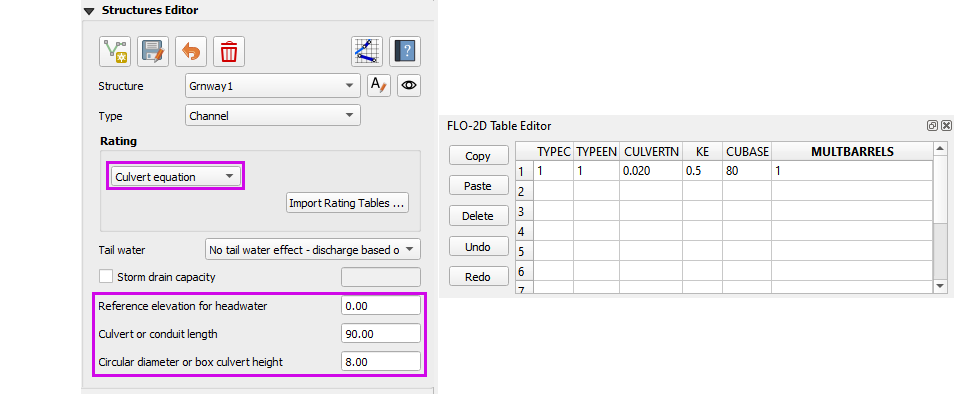 Structures Editor
Structure Grnway1
Type Channel
Rating
Culvert equation
Import Rating Tables ...
Tail water No tail water effect - discharge based o
Storm drain capacity
Reference elevation for headwater 0.00
Culvert or conduit length 90.00
Circular diameter or box culvert height 8.00
FLO-2D Table Editor
Copy
Paste
Delete
Undo
Redo
TYPEC TYPEEN CULVERTN KE CUBASE MULTBARRELS
1 1 1 0.020 0.5 80 1
2
3
4
5
6
7